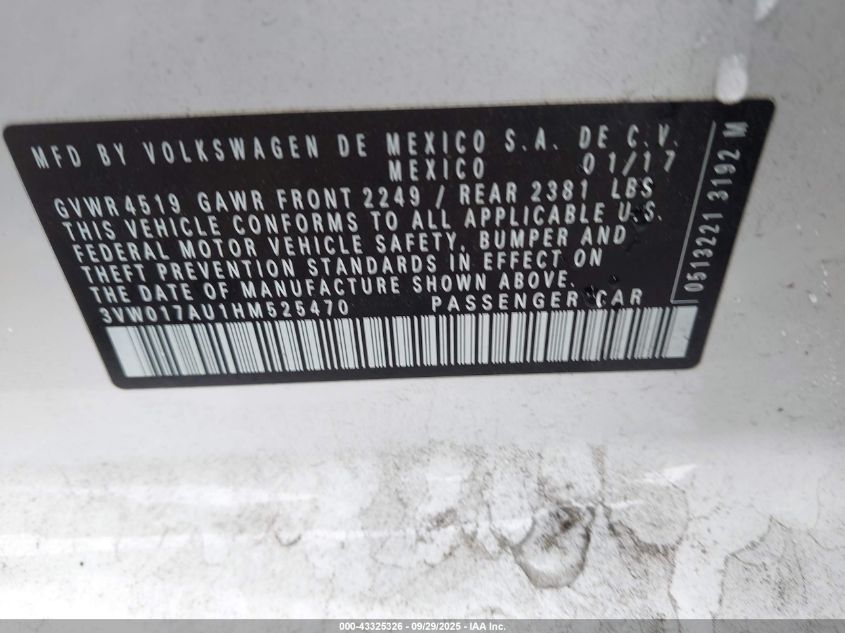 MFD BY VOLKSWAGEN DE MEXICO S.A. DE C.V.
MEXICO 01/17
GVWR 4519 GAWR FRONT 2249 / REAR 2381 LBS
THIS VEHICLE CONFORMS TO ALL APPLICABLE U.S.
FEDERAL MOTOR VEHICLE SAFETY, BUMPER AND
THEFT PREVENTION STANDARDS IN EFFECT ON
THE DATE OF MANUFACTURE SHOWN ABOVE.
3VW017AU1HM525470 PASSENGER CAR
0513221 3192 M
000-43325326 - 09/29/2025 - IAA Inc.